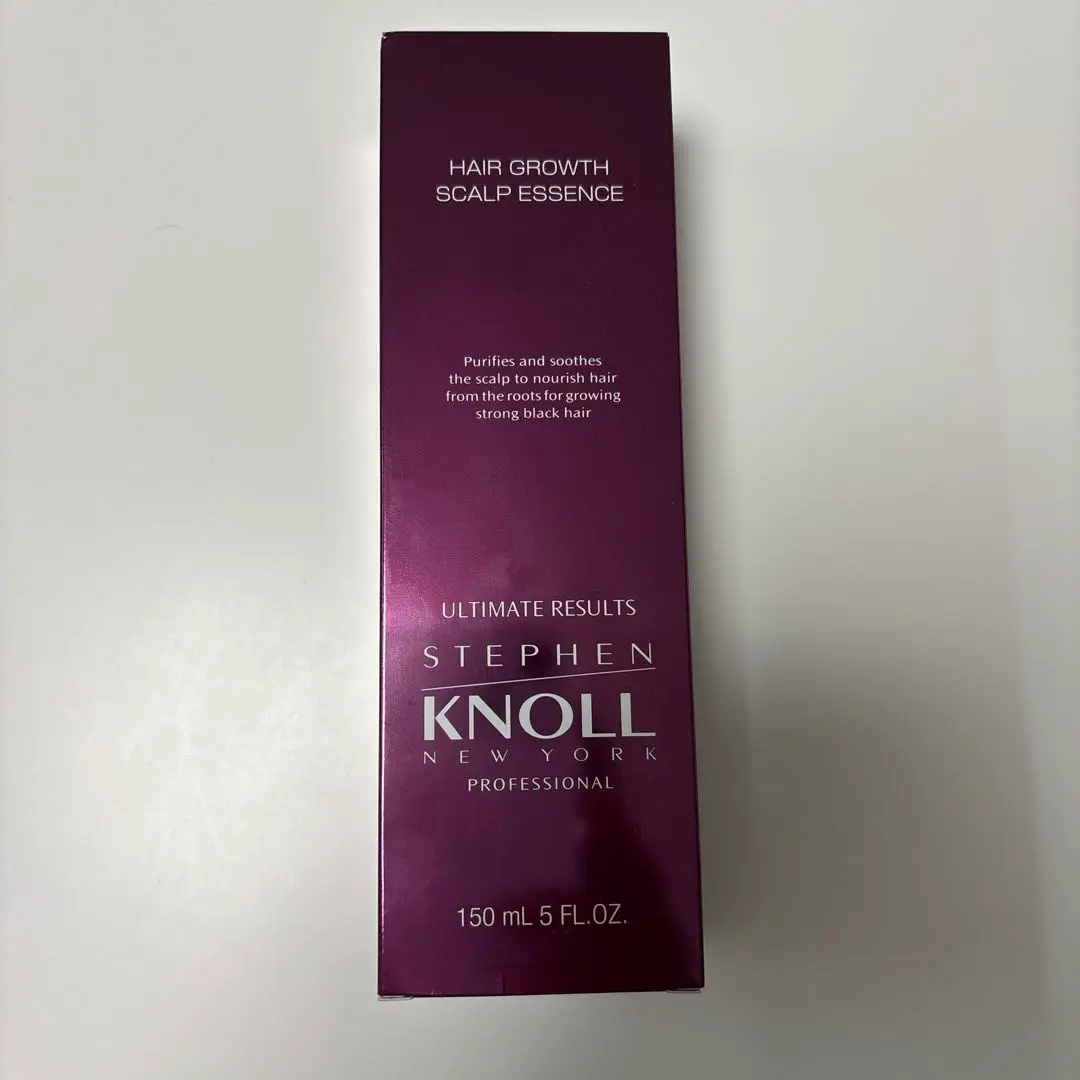 HAIR GROWTH
SCALP ESSENCE
Purifies and soothes
the scalp to nourish hair
from the roots for growing
strong black hair
ULTIMATE RESULTS
STEPHEN
KNOLL
NEW YORK
PROFESSIONAL
150 mL 5 FL.OZ.